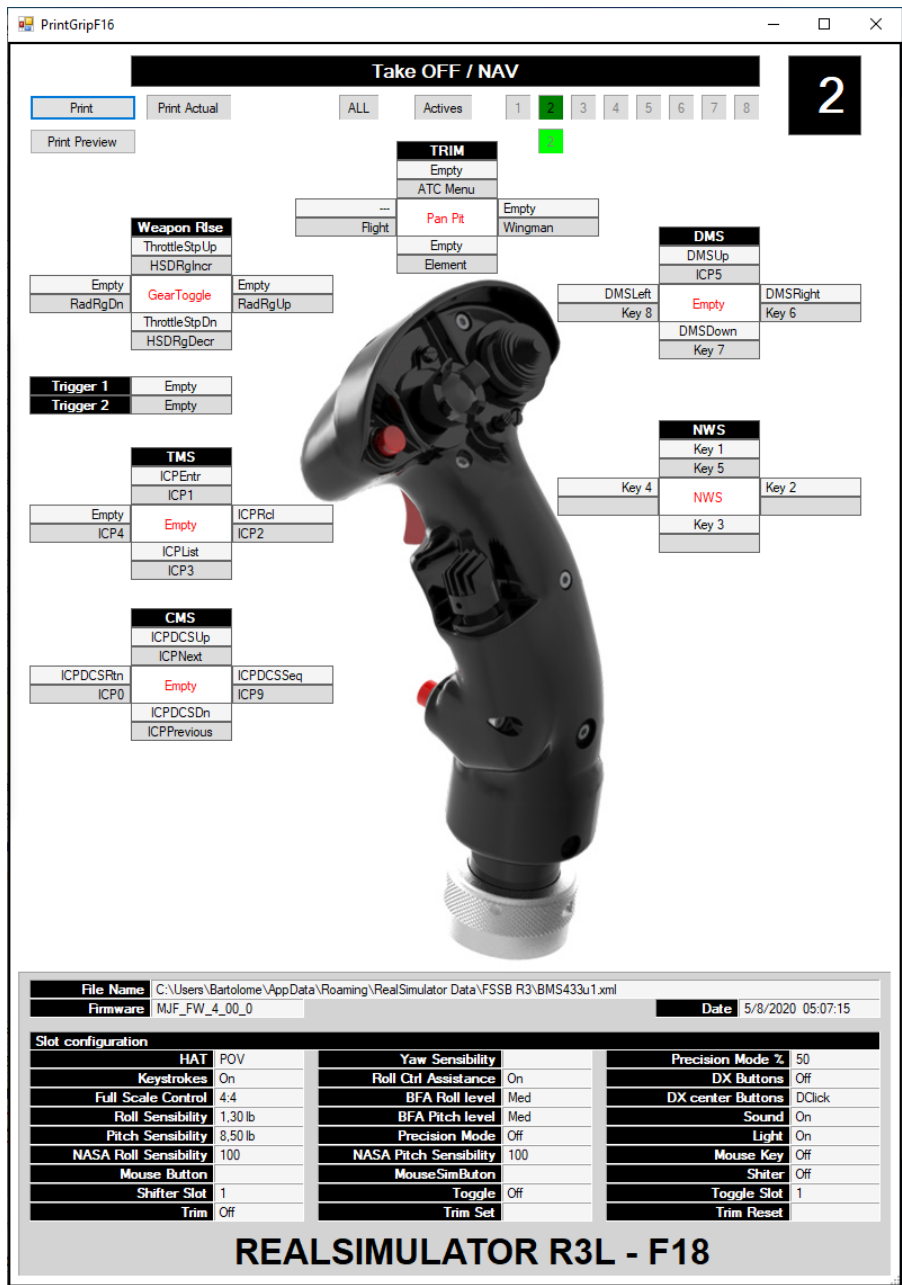 PrintGripF16
Take OFF / NAV
2
Print
Print Actual
ALL
Actives
1 2 3 4 5 6 7 8
Print Preview
2
TRIM
Empty
ATC Menu
--- Pan Pit Empty
Flight Wingman
Empty
Element
Weapon Rlse
ThrottleStpUp
HSDRgIncr
Empty GearToggle Empty
RadRgDn RadRgUp
ThrottleStpDn
HSDRgDecr
DMS
DMSUp
ICP5
DMSLeft Empty DMSRight
Key 8 Key 6
DMSDown
Key 7
Trigger 1 Empty
Trigger 2 Empty
NWS
Key 1
Key 5
Key 4 NWS Key 2
Key 3
TMS
ICPEntr
ICP1
Empty Empty ICPRcl
ICP4 ICP2
ICPList
ICP3
CMS
ICPDCSUp
ICPNext
ICPDCSRtn Empty ICPDCSSeq
ICP0 ICP9
ICPDCSDn
ICPPrevious
File Name C:\Users\Bartolome\AppData\Roaming\RealSimulator Data\FSSB R3\BMS433u1.xml
Firmware MJF_FW_4_00_0 Date 5/8/2020 05:07:15
Slot configuration
HAT POV Yaw Sensibility Precision Mode % 50
Keystrokes On Roll Ctrl Assistance On DX Buttons Off
Full Scale Control 4:4 BFA Roll level Med DX center Buttons DClick
Roll Sensibility 1,30 lb BFA Pitch level Med Sound On
Pitch Sensibility 8,50 lb Precision Mode Off Light On
NASA Roll Sensibility 100 NASA Pitch Sensibility 100 Mouse Key Off
Mouse Button MouseSimButon Shiter Off
Shifter Slot 1 Toggle Off Toggle Slot 1
Trim Off Trim Set Trim Reset
REALSIMULATOR R3L - F18